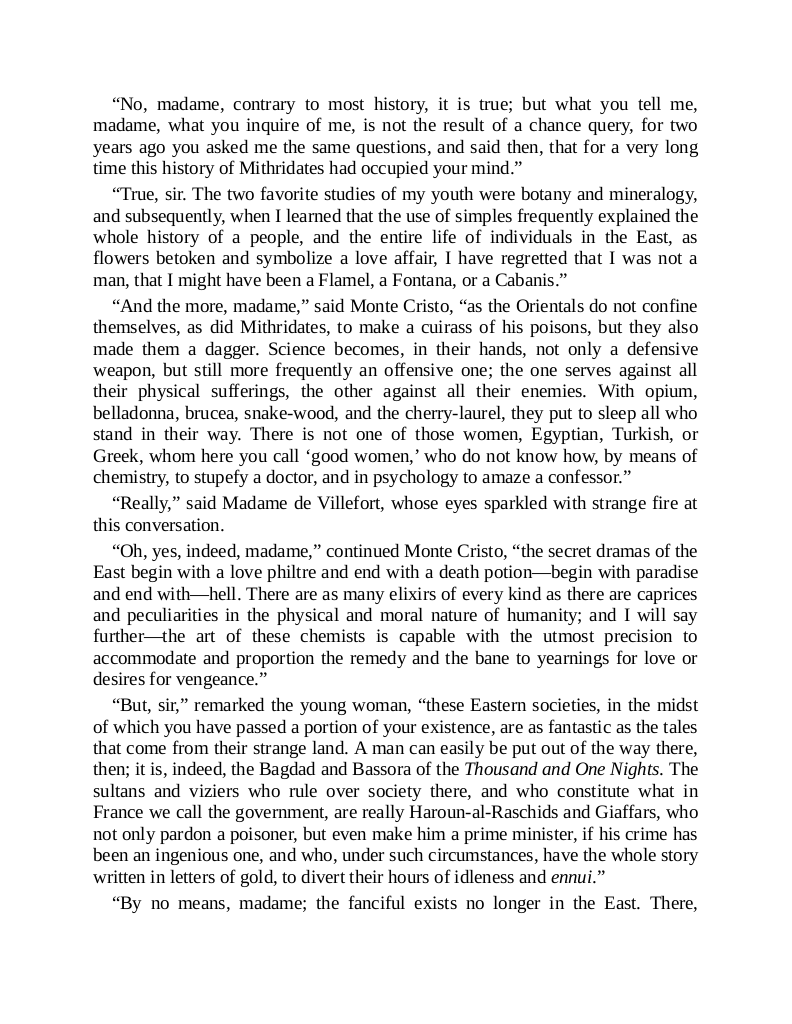 “No, madame, contrary to most history, it is true; but what you tell me,
madame, what you inquire of me, is not the result of a chance query, for two
years ago you asked me the same questions, and said then, that for a very long
time this history of Mithridates had occupied your mind.”
“True, sir. The two favorite studies of my youth were botany and mineralogy,
and subsequently, when I learned that the use of simples frequently explained the
whole history of a people, and the entire life of individuals in the East, as
flowers betoken and symbolize a love affair, I have regretted that I was not a
man, that I might have been a Flamel, a Fontana, or a Cabanis.”
“And the more, madame,” said Monte Cristo, “as the Orientals do not confine
themselves, as did Mithridates, to make a cuirass of his poisons, but they also
made them a dagger. Science becomes, in their hands, not only a defensive
weapon, but still more frequently an offensive one; the one serves against all
their physical sufferings, the other against all their enemies. With opium,
belladonna, brucea, snake-wood, and the cherry-laurel, they put to sleep all who
stand in their way. There is not one of those women, Egyptian, Turkish, or
Greek, whom here you call ‘good women,’ who do not know how, by means of
chemistry, to stupefy a doctor, and in psychology to amaze a confessor.”
“Really,” said Madame de Villefort, whose eyes sparkled with strange fire at
this conversation.
“Oh, yes, indeed, madame,” continued Monte Cristo, “the secret dramas of the
East begin with a love philtre and end with a death potion—begin with paradise
and end with—hell. There are as many elixirs of every kind as there are caprices
and peculiarities in the physical and moral nature of humanity; and I will say
further—the art of these chemists is capable with the utmost precision to
accommodate and proportion the remedy and the bane to yearnings for love or
desires for vengeance.”
“But, sir,” remarked the young woman, “these Eastern societies, in the midst
of which you have passed a portion of your existence, are as fantastic as the tales
that come from their strange land. A man can easily be put out of the way there,
then; it is, indeed, the Bagdad and Bassora of the Thousand and One Nights. The
sultans and viziers who rule over society there, and who constitute what in
France we call the government, are really Haroun-al-Raschids and Giaffars, who
not only pardon a poisoner, but even make him a prime minister, if his crime has
been an ingenious one, and who, under such circumstances, have the whole story
written in letters of gold, to divert their hours of idleness and ennui.”
“By no means, madame; the fanciful exists no longer in the East. There,